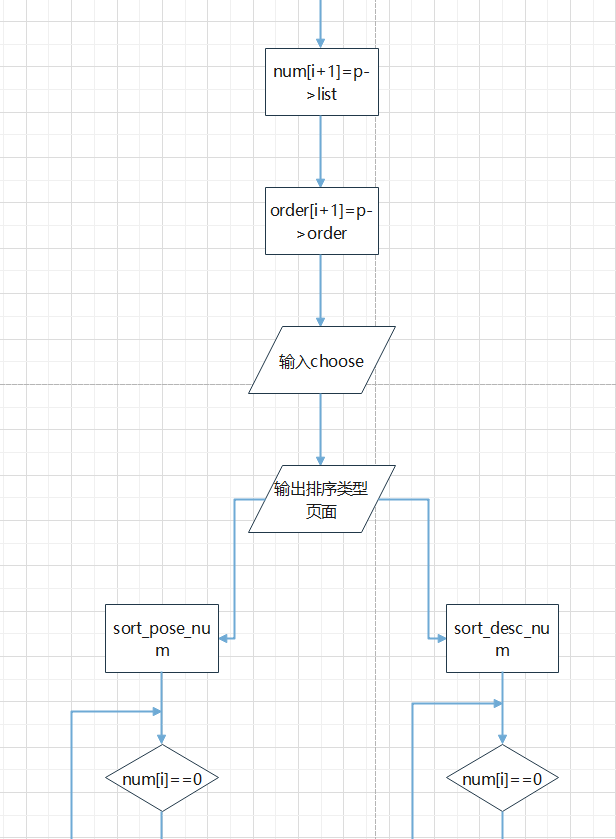 num[i+1]=p-
>list
order[i+1]=p-
>order
输入choose
输出排序类型
页面
sort_pose_nu
m
sort_desc_nu
m
num[i]==0
num[i]==0